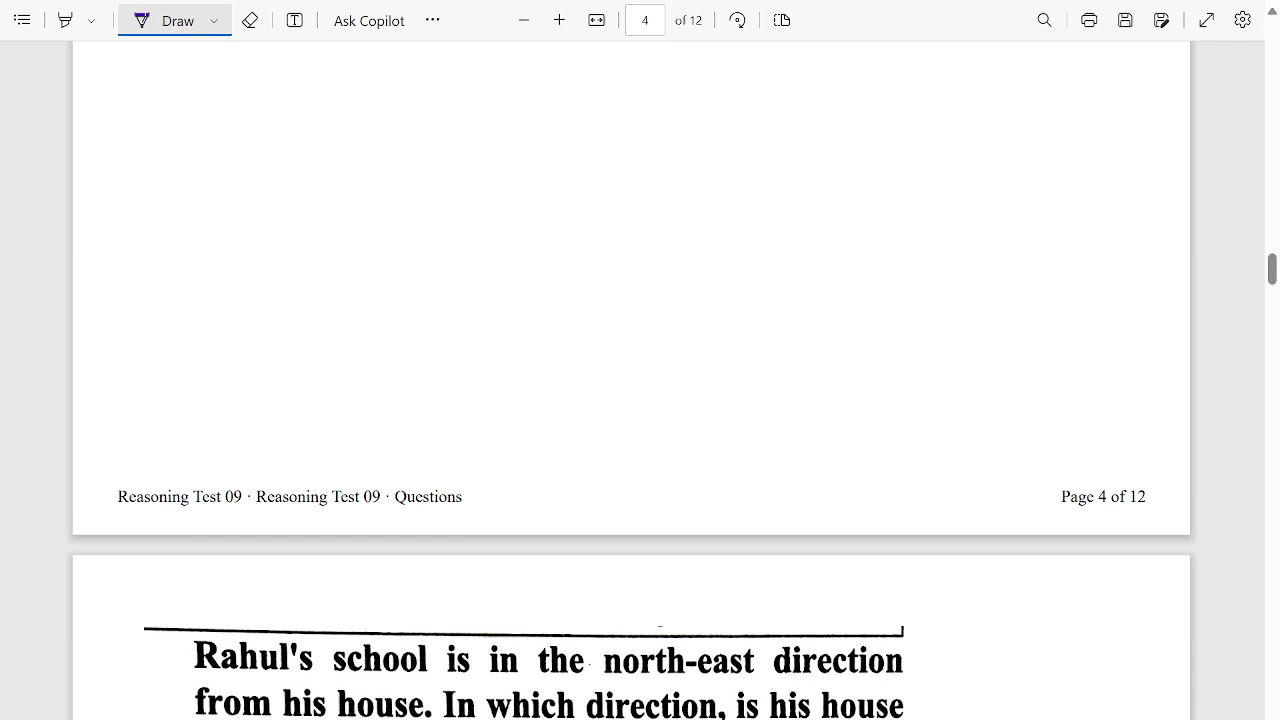 Draw
Ask Copilot
4 of 12
Reasoning Test 09 · Reasoning Test 09 · Questions
Page 4 of 12
Rahul's school is in the north-east direction
from his house. In which direction, is his house